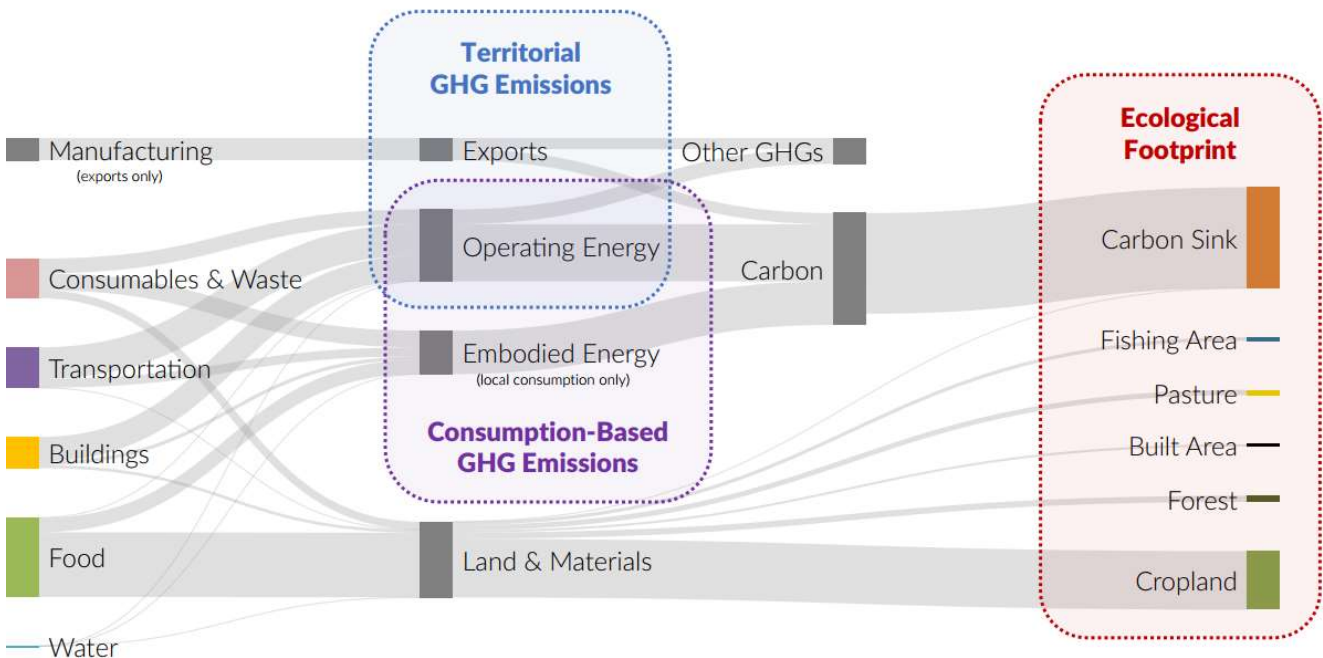 Territorial
GHG Emissions
Ecological
Footprint
Manufacturing
(exports only)
Exports
Other GHGs
Consumables & Waste
Operating Energy
Carbon
Carbon Sink
Transportation
Embodied Energy
(local consumption only)
Fishing Area
Pasture
Buildings
Consumption-Based
GHG Emissions
Built Area
Forest
Food
Land & Materials
Cropland
Water